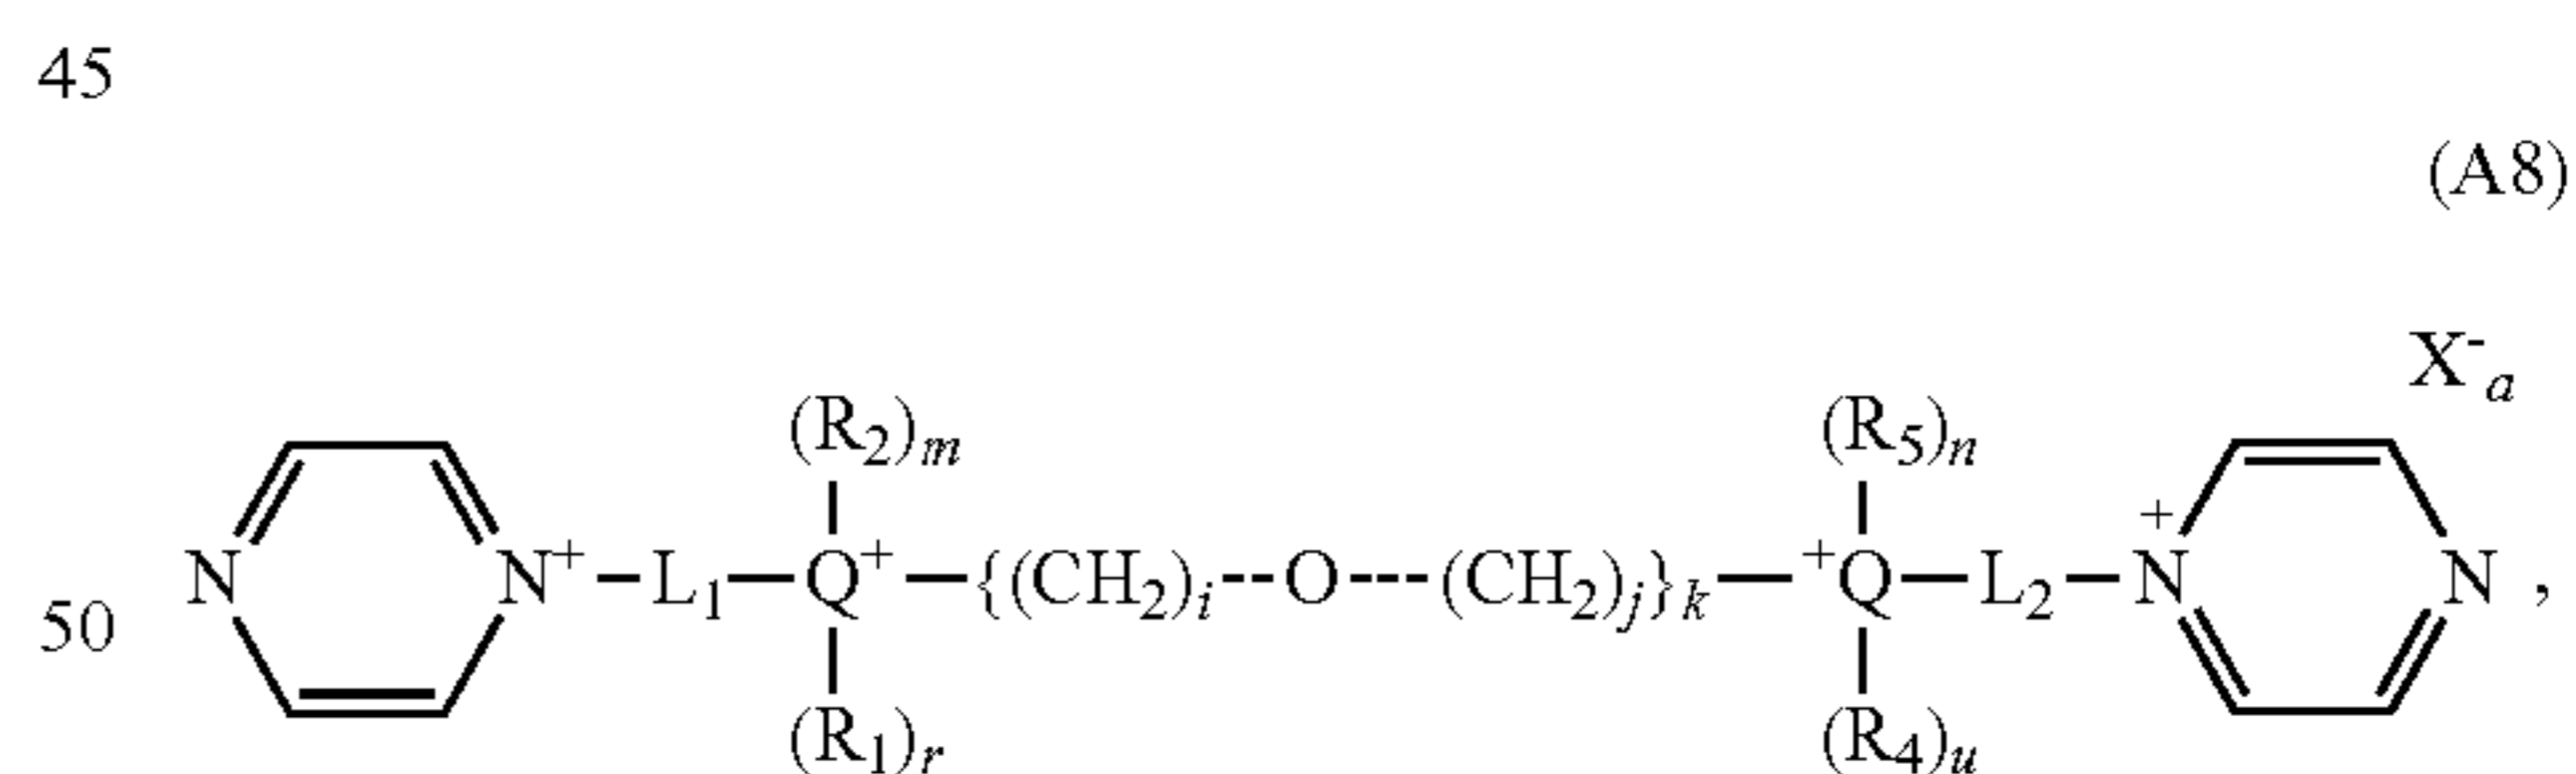 45
(A8)
X⁻ₐ
(R₂)ₘ (R₅)ₙ
50 N N⁺–L₁–Q⁺–{(CH₂)ᵢ--O---(CH₂)ⱼ}ₖ–⁺Q–L₂–N⁺ N ,
(R₁)ᵣ (R₄)ᵤ